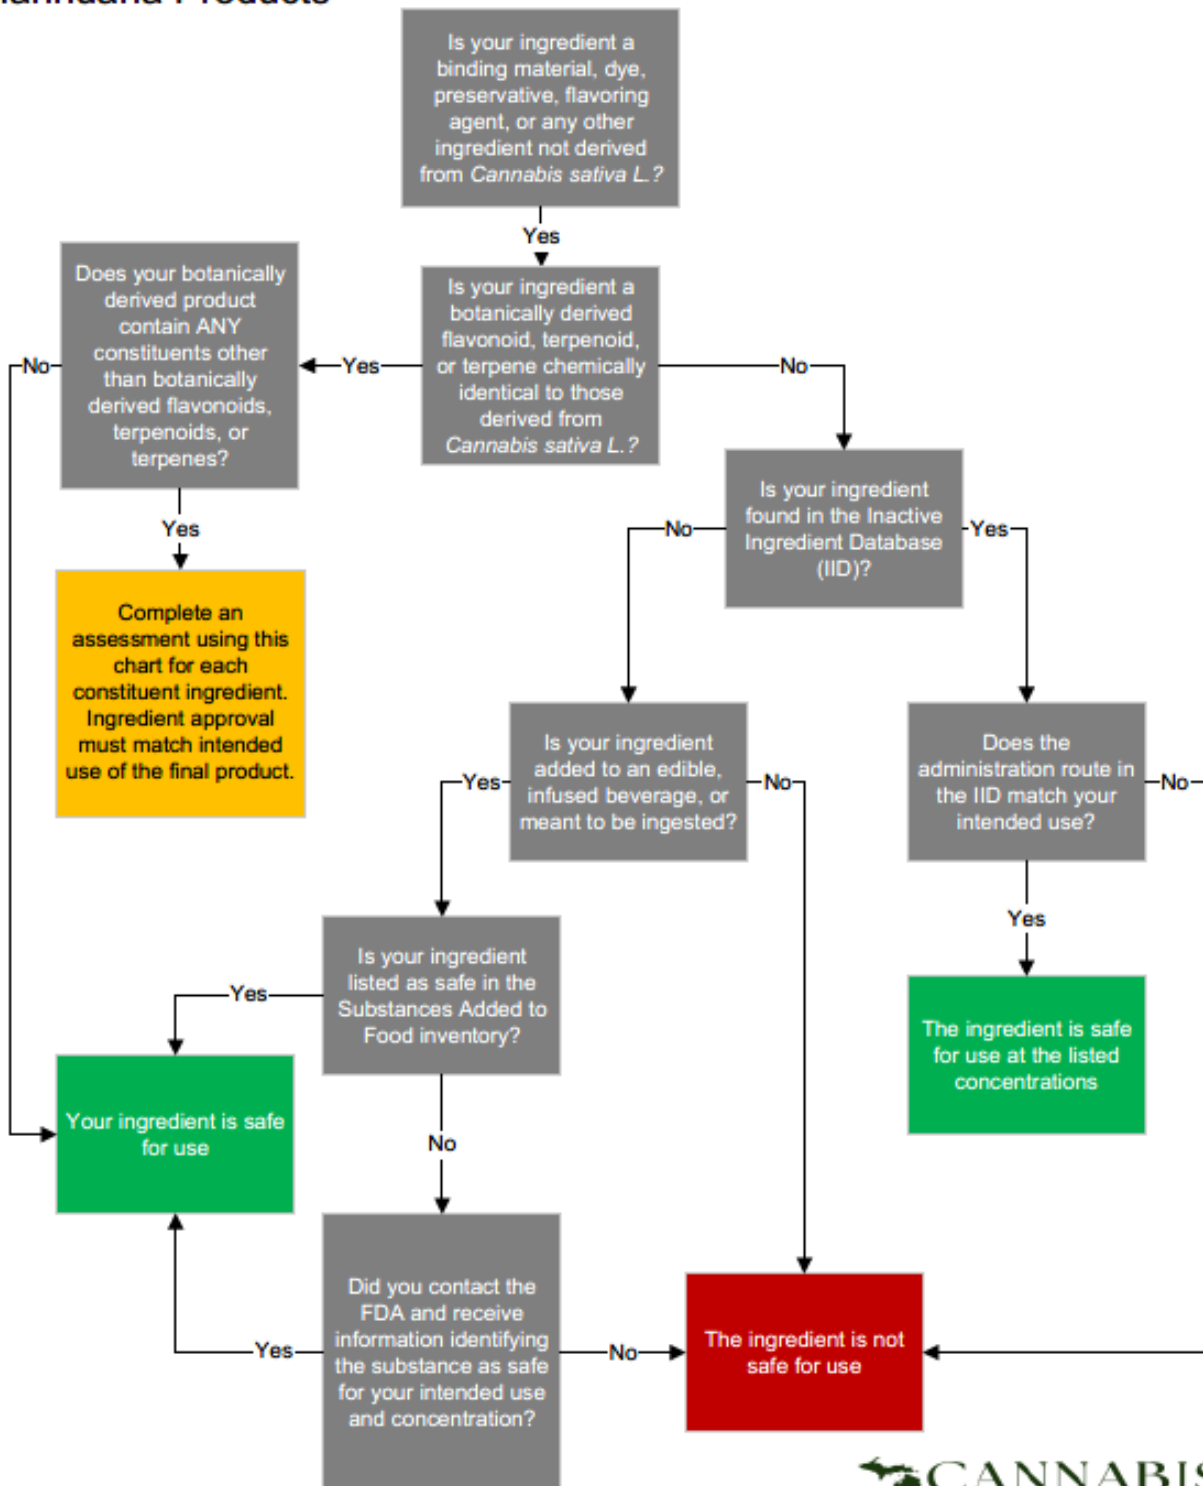 Marihuana Products
Is your ingredient a
binding material, dye,
preservative, flavoring
agent, or any other
ingredient not derived
from Cannabis sativa L.?
Yes
Does your botanically
derived product
contain ANY
constituents other
than botanically
derived flavonoids,
terpenoids, or
terpenes?
Is your ingredient a
botanically derived
flavonoid, terpenoid,
or terpene chemically
identical to those
derived from
Cannabis sativa L.?
No
Yes
No
Is your ingredient
found in the Inactive
Ingredient Database
(IID)?
Yes
No
Yes
Complete an
assessment using this
chart for each
constituent ingredient.
Ingredient approval
must match intended
use of the final product.
Is your ingredient
added to an edible,
infused beverage, or
meant to be ingested?
Does the
administration route in
the IID match your
intended use?
Yes
No
No
Yes
Is your ingredient
listed as safe in the
Substances Added to
Food inventory?
Yes
The ingredient is safe
for use at the listed
concentrations
Your ingredient is safe
for use
No
Did you contact the
FDA and receive
information identifying
the substance as safe
for your intended use
and concentration?
Yes
No
The ingredient is not
safe for use
CANNABIS